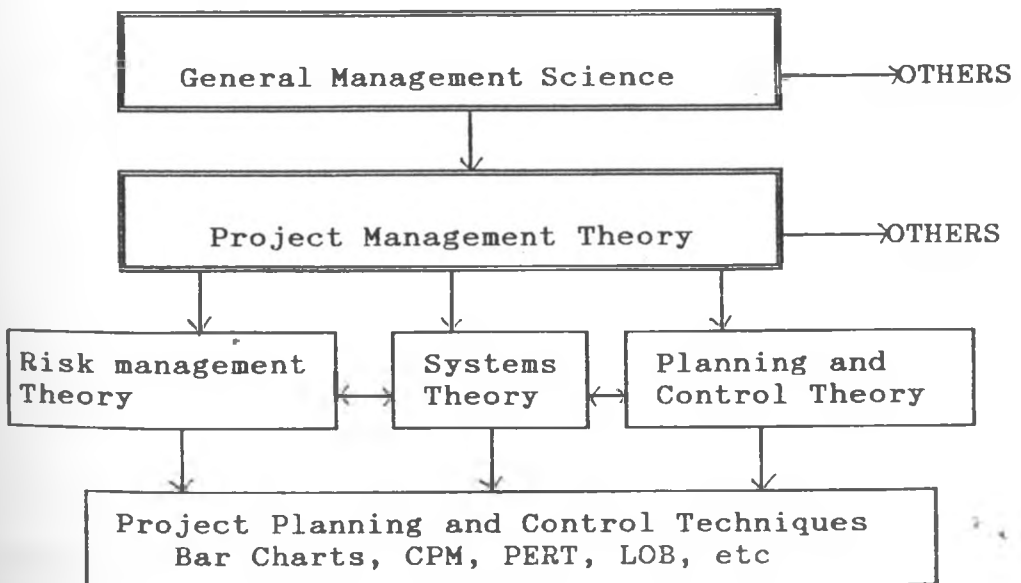 General Management Science
OTHERS
Project Management Theory
OTHERS
Risk management
Theory
Systems
Theory
Planning and
Control Theory
Project Planning and Control Techniques
Bar Charts, CPM, PERT, LOB, etc